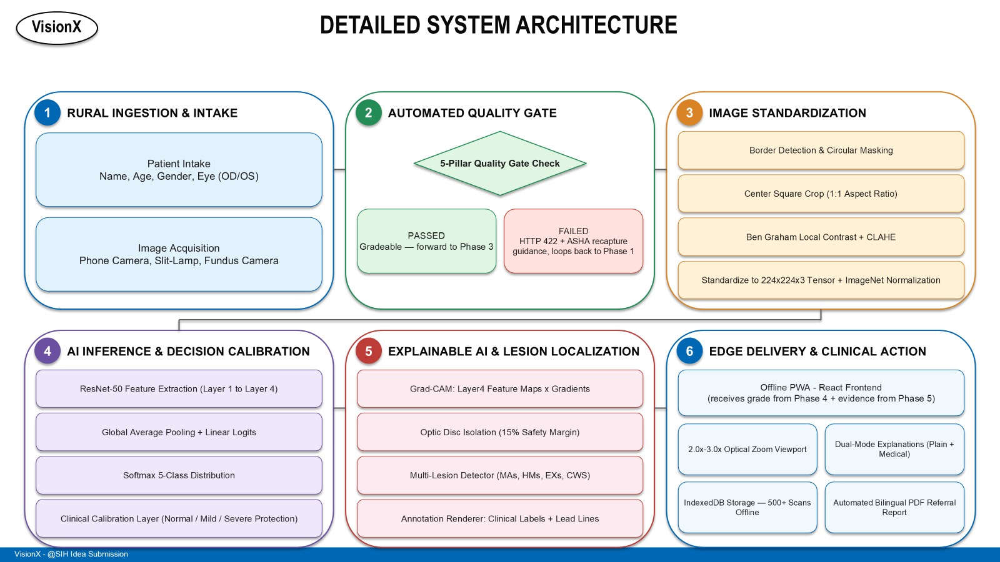 VisionX
DETAILED SYSTEM ARCHITECTURE
1 RURAL INGESTION & INTAKE
Patient Intake
Name, Age, Gender, Eye (OD/OS)
Image Acquisition
Phone Camera, Slit-Lamp, Fundus Camera
2 AUTOMATED QUALITY GATE
5-Pillar Quality Gate Check
PASSED
Gradeable — forward to Phase 3
FAILED
HTTP 422 + ASHA recapture
guidance, loops back to Phase 1
3 IMAGE STANDARDIZATION
Border Detection & Circular Masking
Center Square Crop (1:1 Aspect Ratio)
Ben Graham Local Contrast + CLAHE
Standardize to 224x224x3 Tensor + ImageNet Normalization
4 AI INFERENCE & DECISION CALIBRATION
ResNet-50 Feature Extraction (Layer 1 to Layer 4)
Global Average Pooling + Linear Logits
Softmax 5-Class Distribution
Clinical Calibration Layer (Normal / Mild / Severe Protection)
5 EXPLAINABLE AI & LESION LOCALIZATION
Grad-CAM: Layer4 Feature Maps x Gradients
Optic Disc Isolation (15% Safety Margin)
Multi-Lesion Detector (MAs, HMs, EXs, CWS)
Annotation Renderer: Clinical Labels + Lead Lines
6 EDGE DELIVERY & CLINICAL ACTION
Offline PWA - React Frontend
(receives grade from Phase 4 + evidence from Phase 5)
2.0x-3.0x Optical Zoom Viewport
Dual-Mode Explanations (Plain +
Medical)
IndexedDB Storage — 500+ Scans
Offline
Automated Bilingual PDF Referral
Report
VisionX - @SIH Idea Submission